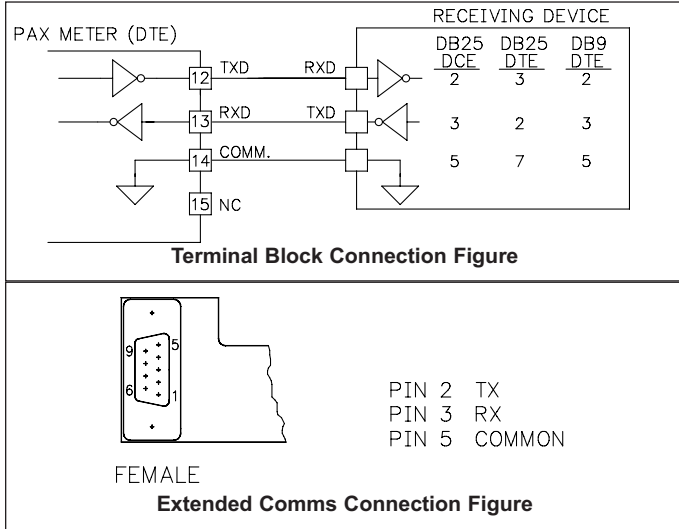 RECEIVING DEVICE
PAX METER (DTE)
DB25 DB25 DB9
DCE DTE DTE
12 TXD RXD 2 3 2
13 RXD TXD 3 2 3
14 COMM. 5 7 5
15 NC
Terminal Block Connection Figure
9 5
6 1
PIN 2 TX
PIN 3 RX
PIN 5 COMMON
FEMALE
Extended Comms Connection Figure